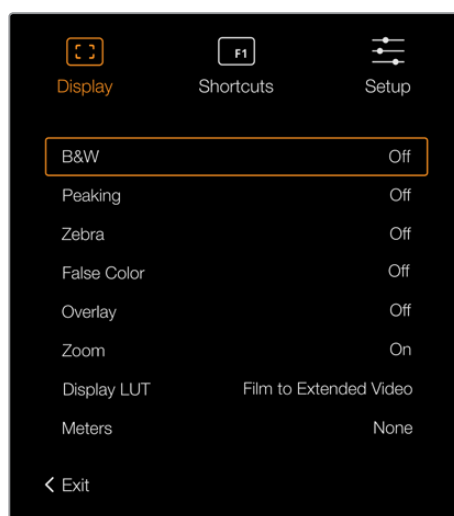 F1
Display Shortcuts Setup
B&W Off
Peaking Off
Zebra Off
False Color Off
Overlay Off
Zoom On
Display LUT Film to Extended Video
Meters None
Exit